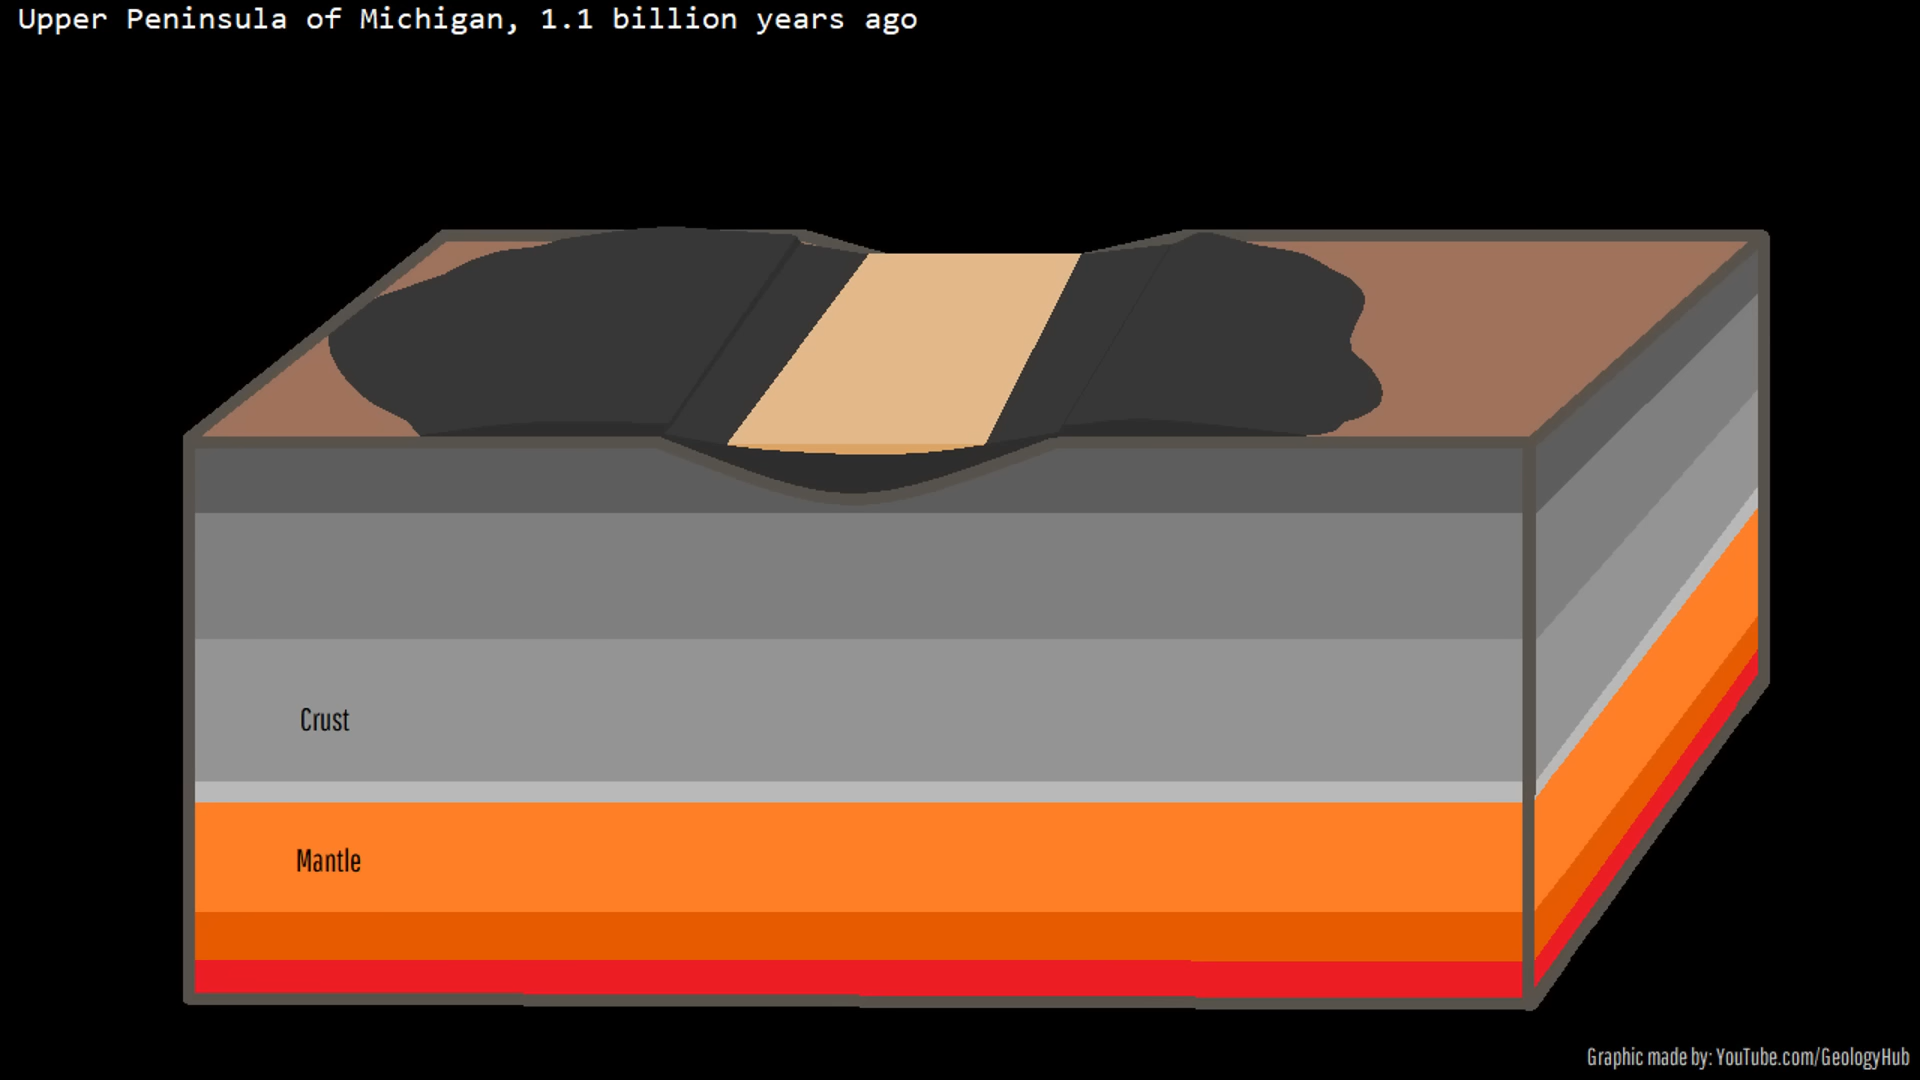 Upper Peninsula of Michigan, 1.1 billion years ago
Crust
Mantle
Graphic made by: YouTube.com/GeologyHub